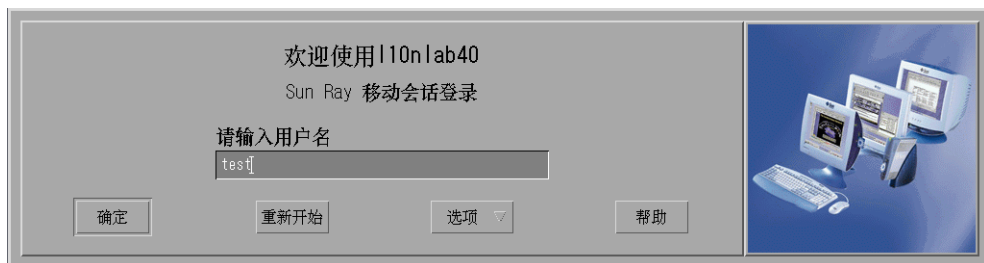 欢迎使用l10nlab40
Sun Ray 移动会话登录
请输入用户名
test
确定 重新开始 选项 帮助